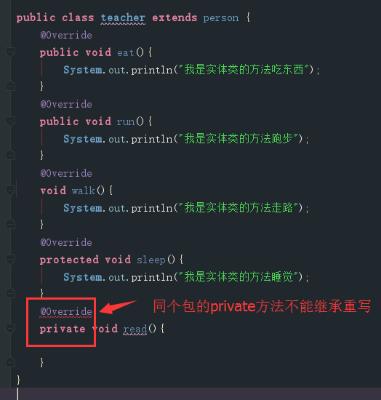 public class teacher extends person {
@Override
public void eat(){
System.out.println("我是实体类的方法吃东西");
}
@Override
public void run(){
System.out.println("我是实体类的方法跑步");
}
@Override
void walk(){
System.out.println("我是实体类的方法走路");
}
@Override
protected void sleep(){
System.out.println("我是实体类的方法睡觉");
}
@Override 同个包的private方法不能继承重写
private void read(){
}
}